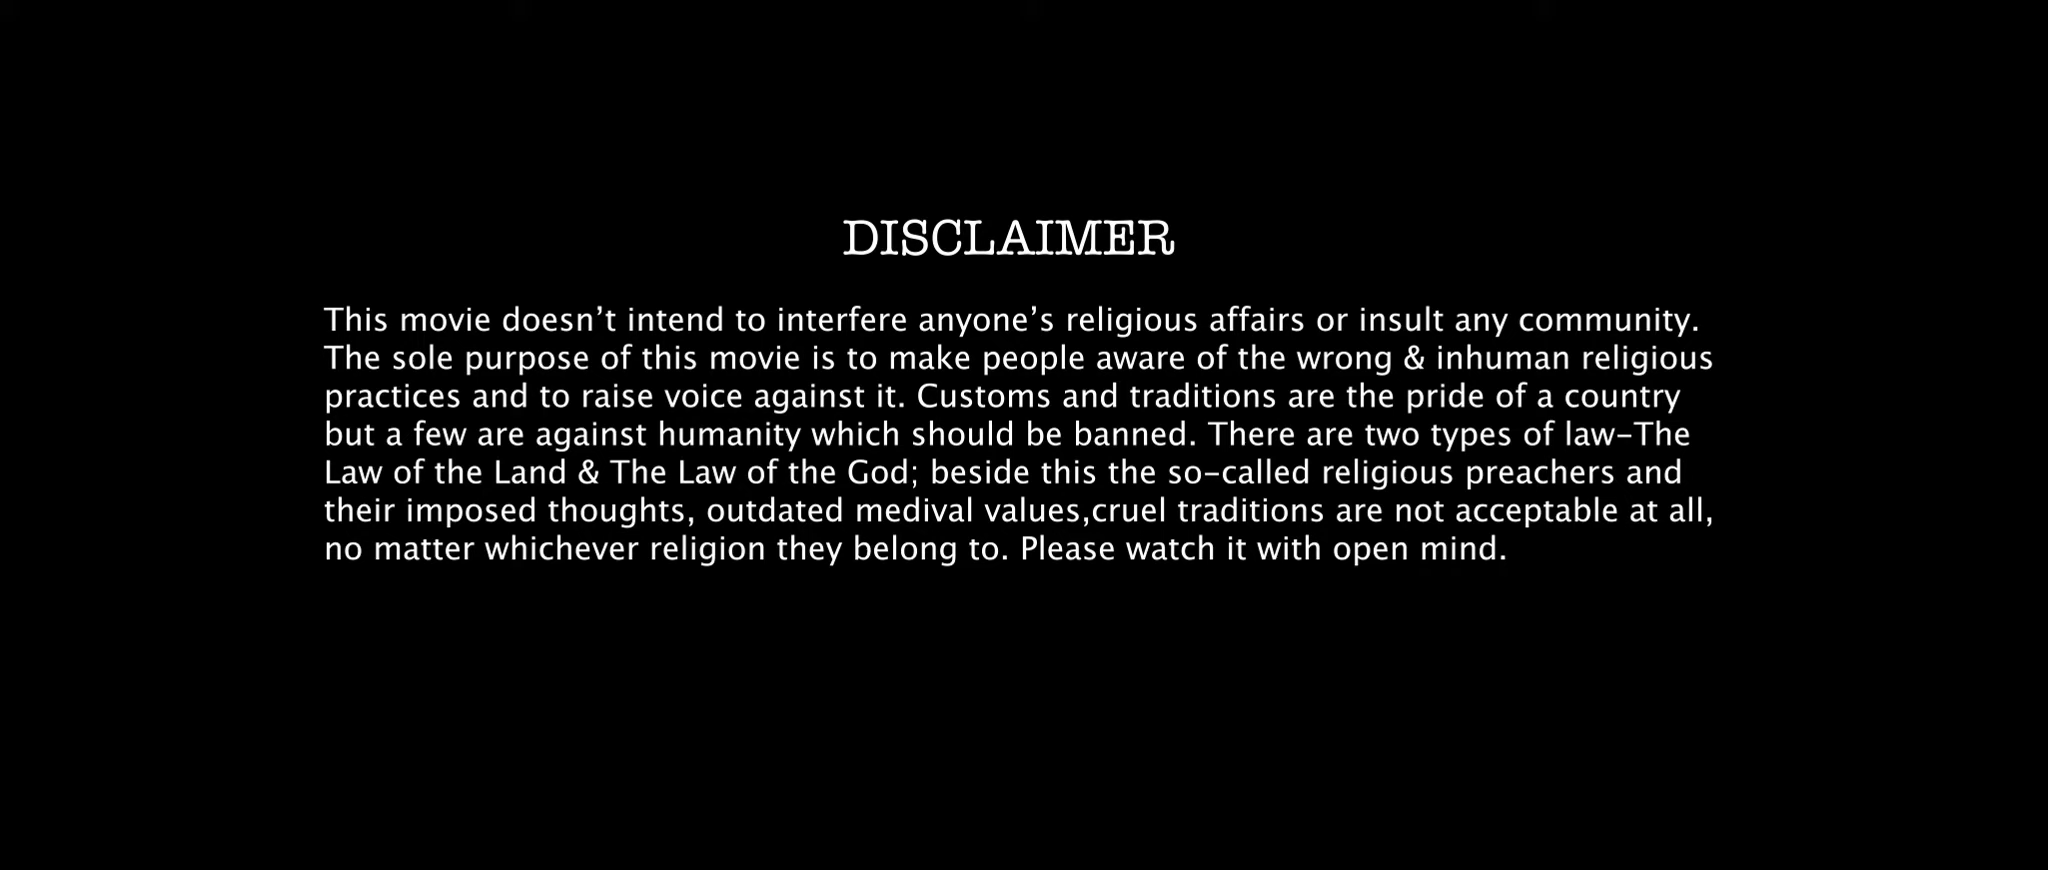 DISCLAIMER
This movie doesn’t intend to interfere anyone’s religious affairs or insult any community.
The sole purpose of this movie is to make people aware of the wrong & inhuman religious
practices and to raise voice against it. Customs and traditions are the pride of a country
but a few are against humanity which should be banned. There are two types of law–The
Law of the Land & The Law of the God; beside this the so–called religious preachers and
their imposed thoughts, outdated medival values,cruel traditions are not acceptable at all,
no matter whichever religion they belong to. Please watch it with open mind.